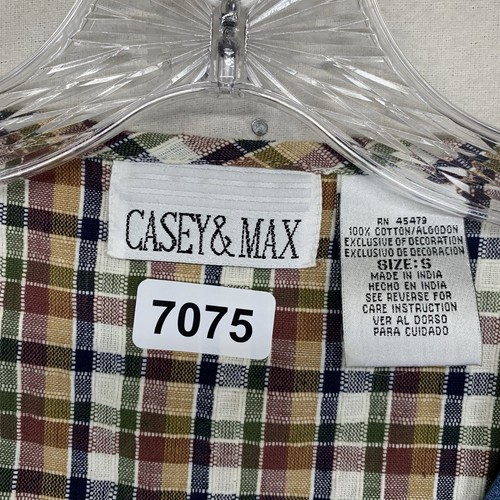 CASEY & MAX
7075
RN 45479
100% COTTON/ALGODON
EXCLUSIVE OF DECORATION
EXCLUSIVO DE DECORACION
SIZE: S
MADE IN INDIA
HECHO EN INDIA
SEE REVERSE FOR
CARE INSTRUCTION
VER AL DORSO
PARA CUIDADO